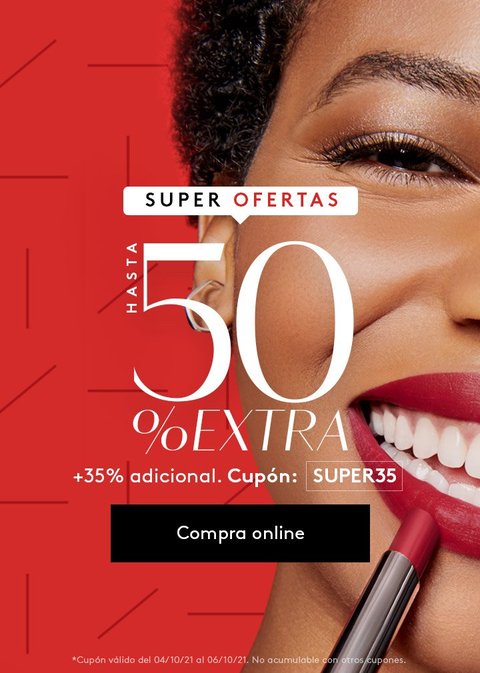 SUPER OFERTAS
HASTA
50
%EXTRA
+35% adicional. Cupón: SUPER35
Compra online
*Cupón válido del 04/10/21 al 06/10/21. No acumulable con otros cupones.